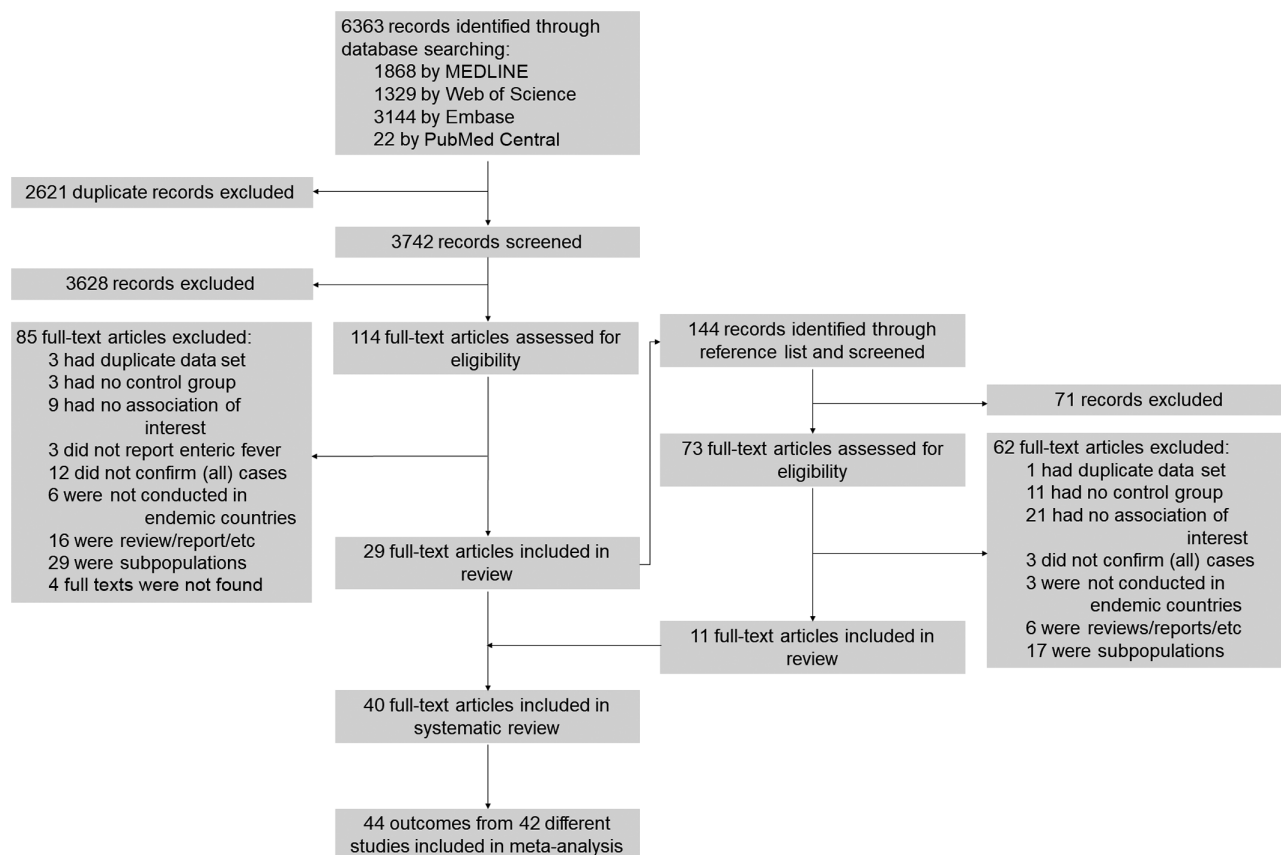 6363 records identified through
database searching:
1868 by MEDLINE
1329 by Web of Science
3144 by Embase
22 by PubMed Central
2621 duplicate records excluded
3742 records screened
3628 records excluded
114 full-text articles assessed for
eligibility
85 full-text articles excluded:
3 had duplicate data set
3 had no control group
9 had no association of
interest
3 did not report enteric fever
12 did not confirm (all) cases
6 were not conducted in
endemic countries
16 were review/report/etc
29 were subpopulations
4 full texts were not found
29 full-text articles included in
review
144 records identified through
reference list and screened
71 records excluded
73 full-text articles assessed for
eligibility
62 full-text articles excluded:
1 had duplicate data set
11 had no control group
21 had no association of
interest
3 did not confirm (all) cases
3 were not conducted in
endemic countries
6 were reviews/reports/etc
17 were subpopulations
11 full-text articles included in
review
40 full-text articles included in
systematic review
44 outcomes from 42 different
studies included in meta-analysis